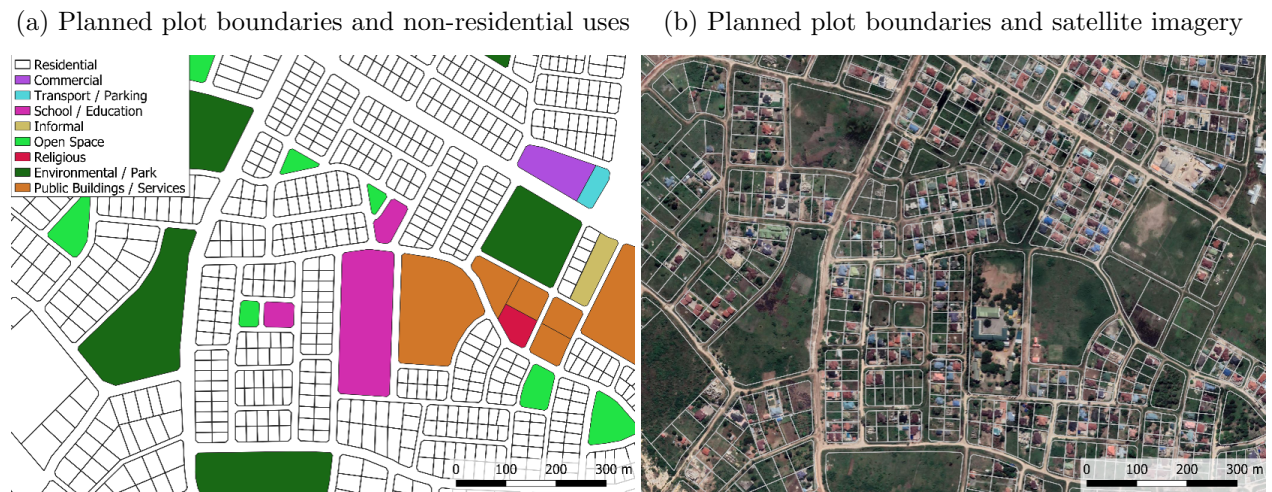 (a) Planned plot boundaries and non-residential uses
(b) Planned plot boundaries and satellite imagery
Residential
Commercial
Transport / Parking
School / Education
Informal
Open Space
Religious
Environmental / Park
Public Buildings / Services
0 100 200 300 m
0 100 200 300 m